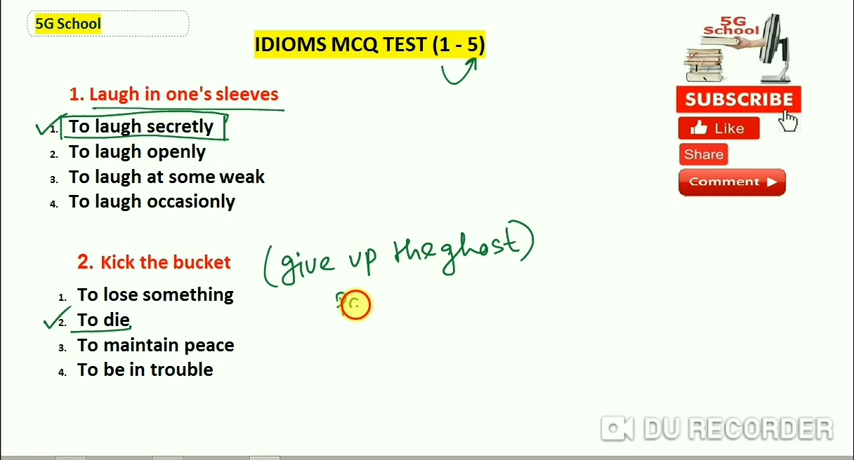 5G School
IDIOMS MCQ TEST (1 - 5)
5G
School
SUBSCRIBE
Like
Share
Comment
1. Laugh in one's sleeves
1. To laugh secretly
2. To laugh openly
3. To laugh at some weak
4. To laugh occasionly
2. Kick the bucket (give up the ghost)
1. To lose something
2. To die
3. To maintain peace
4. To be in trouble
DU RECORDER